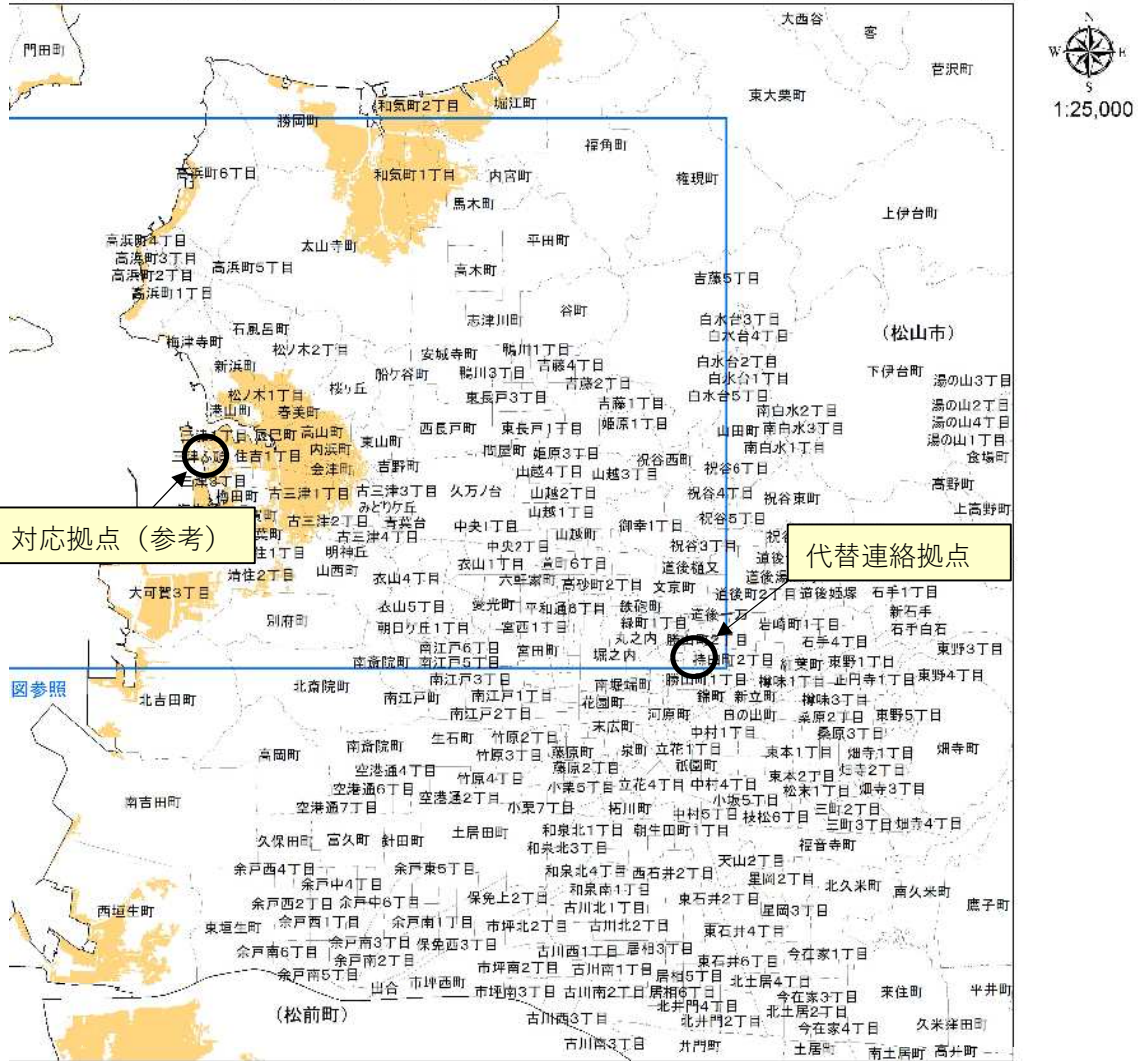 大西谷
客
門田町
菅沢町
東大栗町
N
W E
S
1:25,000
和気町2丁目
堀江町
勝岡町
福角町
高浜町6丁目
和気町1丁目
内宮町
権現町
馬木町
上伊台町
高浜町4丁目
太山寺町
平田町
高浜町3丁目
高浜町5丁目
高浜町2丁目
高木町
吉藤5丁目
高浜町1丁目
谷町
志津川町
白水台3丁目
石風呂町
白水台4丁目
(松山市)
梅津寺町
松ノ木2丁目
安城寺町
鴨川1丁目
白水台2丁目
新浜町
船ケ谷町
鴨川3丁目
吉藤4丁目
白水台1丁目
下伊台町
湯の山3丁目
松ノ木1丁目
桜ヶ丘
東長戸3丁目
吉藤2丁目
白水台5丁目
湯の山2丁目
港山町
春美町
吉藤1丁目
南白水2丁目
湯の山4丁目
辰巳町
高山町
東山町
西長戸町
東長戸1丁目
姫原1丁目
山田町
南白水3丁目
湯の山1丁目
住吉1丁目
内浜町
問屋町
姫原3丁目
南白水1丁目
食場町
会津町
吉野町
山越4丁目
山越3丁目
祝谷西町
祝谷6丁目
三津3丁目
高野町
梅田町
古三津1丁目
古三津3丁目
久万ノ台
山越2丁目
祝谷4丁目
祝谷東町
みどりケ丘
山越1丁目
上高野町
古三津2丁目
青葉台
中央1丁目
御幸1丁目
祝谷5丁目
対応拠点(参考)
古三津4丁目
山越町
中央2丁目
祝谷3丁目
代替連絡拠点
明神丘
衣山1丁目
萱町6丁目
道後樋又
山西町
清住2丁目
衣山4丁目
六軒家町
高砂町2丁目
文京町
大可賀3丁目
道後町2丁目
道後姫塚
石手1丁目
衣山5丁目
愛光町
平和通6丁目
鉄砲町
道後一万
新石手
別府町
朝日ケ丘1丁目
宮西1丁目
緑町1丁目
岩崎町1丁目
石手白石
丸之内
勝山町2丁目
石手4丁目
南江戸6丁目
宮田町
堀之内
東野3丁目
南斎院町
南江戸5丁目
持田町2丁目
紅葉町
東野1丁目
図参照
北斎院町
南江戸3丁目
南堀端町
勝山町1丁目
樽味1丁目
正円寺1丁目
東野4丁目
北吉田町
南江戸町
南江戸1丁目
花園町
錦町
新立町
樽味3丁目
南江戸2丁目
河原町
日の出町
桑原2丁目
東野5丁目
末広町
中村1丁目
桑原3丁目
生石町
竹原2丁目
高岡町
南斎院町
竹原3丁目
藤原町
泉町
立花1丁目
東本1丁目
畑寺1丁目
畑寺町
空港通4丁目
藤原2丁目
祇園町
竹原4丁目
東本2丁目
畑寺2丁目
南吉田町
空港通6丁目
小栗5丁目
立花4丁目
中村4丁目
松末1丁目
畑寺3丁目
空港通7丁目
空港通2丁目
小栗7丁目
拓川町
小坂5丁目
三町2丁目
中村5丁目
枝松6丁目
三町3丁目
畑寺4丁目
久保田町
富久町
針田町
土居田町
和泉北1丁目
朝生田町1丁目
和泉北3丁目
福音寺町
余戸西4丁目
余戸東5丁目
天山2丁目
余戸中4丁目
和泉北4丁目
西石井2丁目
星岡2丁目
北久米町
南久米町
西垣生町
余戸西2丁目
余戸中6丁目
保免上2丁目
和泉南1丁目
東石井2丁目
鷹子町
古川北1丁目
星岡3丁目
東垣生町
余戸西1丁目
余戸南1丁目
市坪北2丁目
古川北2丁目
東石井4丁目
余戸南6丁目
余戸南3丁目
保免西3丁目
古川西1丁目
居相3丁目
今在家1丁目
余戸南2丁目
東石井6丁目
余戸南5丁目
市坪南2丁目
古川南1丁目
居相5丁目
北土居4丁目
出合
市坪西町
市坪南3丁目
古川南2丁目
居相6丁目
今在家3丁目
来住町
平井町
(松前町)
北井門4丁目
北土居2丁目
古川西3丁目
北井門2丁目
今在家4丁目
久米窪田町
古川南3丁目
井門町
土居町
南土居町
高井町